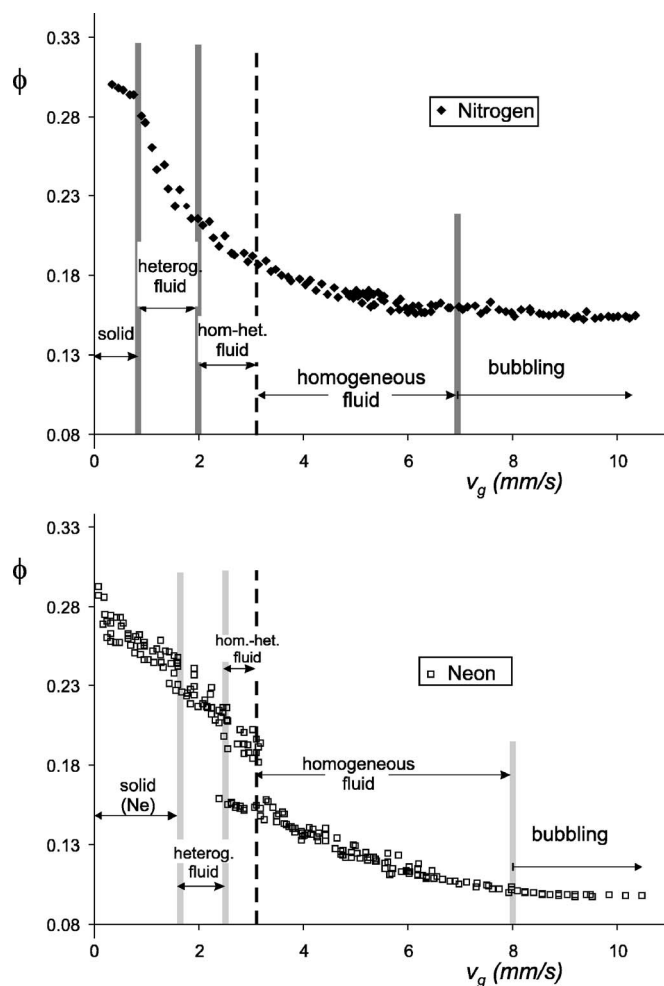 0.33
ϕ
0.28
0.23
0.18
0.13
0.08
◆ Nitrogen
heterog.
fluid
solid
hom-het.
fluid
homogeneous
fluid
bubbling
0 2 4 6 8 10
v_g (mm/s)
0.33
ϕ
0.28
0.23
0.18
0.13
0.08
hom.-het.
fluid
□ Neon
homogeneous
fluid
solid
(Ne)
bubbling
heterog.
fluid
0 2 4 6 8 10
v_g (mm/s)